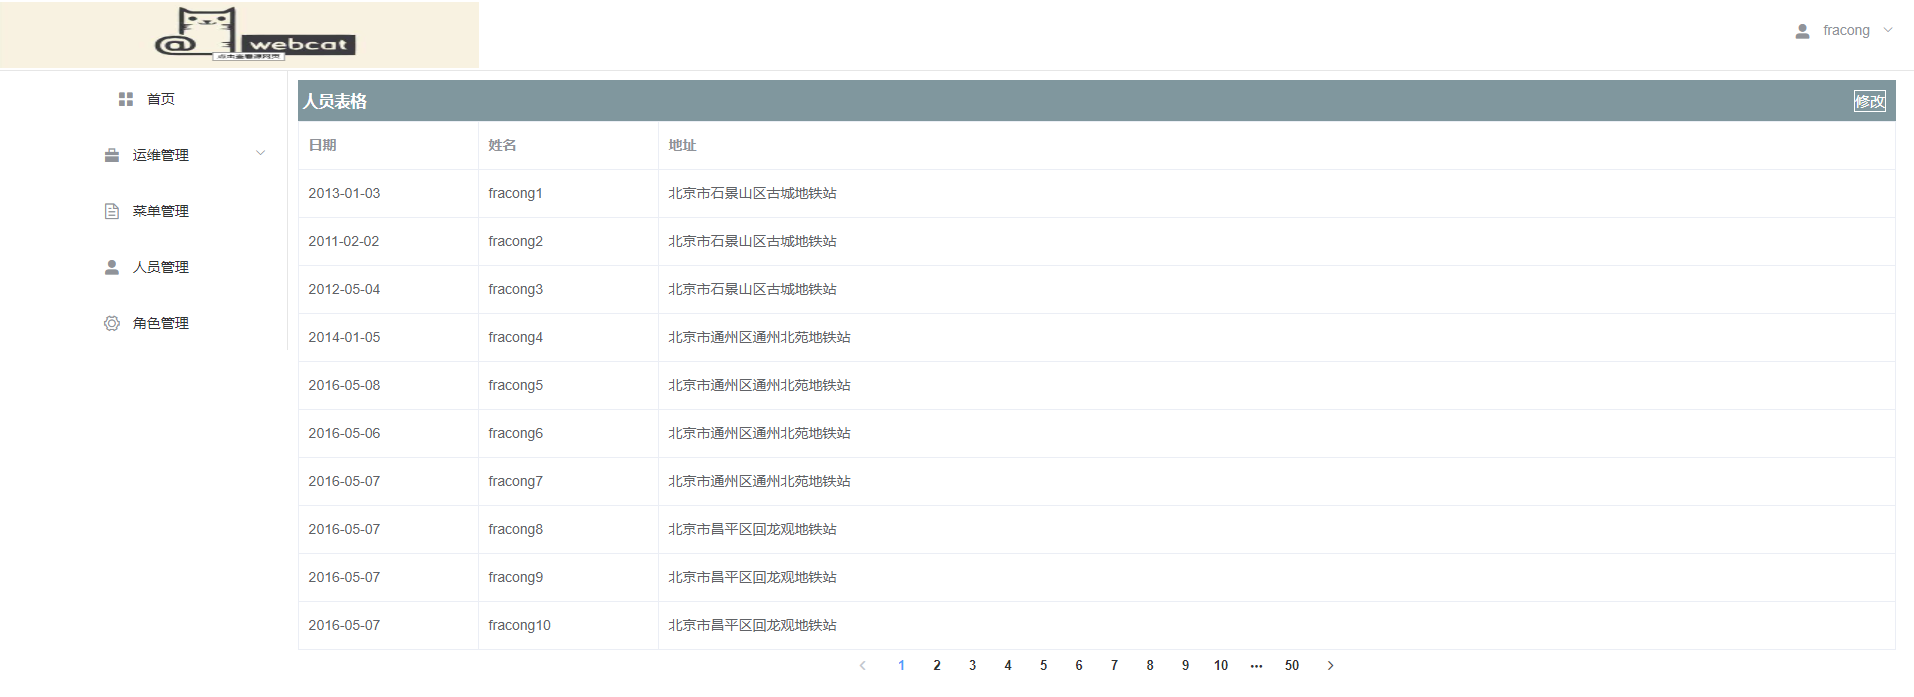 @ webcat
点击查看源网页
fracong
首页
运维管理
菜单管理
人员管理
角色管理
人员表格 修改
日期 姓名 地址
2013-01-03 fracong1 北京市石景山区古城地铁站
2011-02-02 fracong2 北京市石景山区古城地铁站
2012-05-04 fracong3 北京市石景山区古城地铁站
2014-01-05 fracong4 北京市通州区通州北苑地铁站
2016-05-08 fracong5 北京市通州区通州北苑地铁站
2016-05-06 fracong6 北京市通州区通州北苑地铁站
2016-05-07 fracong7 北京市通州区通州北苑地铁站
2016-05-07 fracong8 北京市昌平区回龙观地铁站
2016-05-07 fracong9 北京市昌平区回龙观地铁站
2016-05-07 fracong10 北京市昌平区回龙观地铁站
1 2 3 4 5 6 7 8 9 10 ••• 50